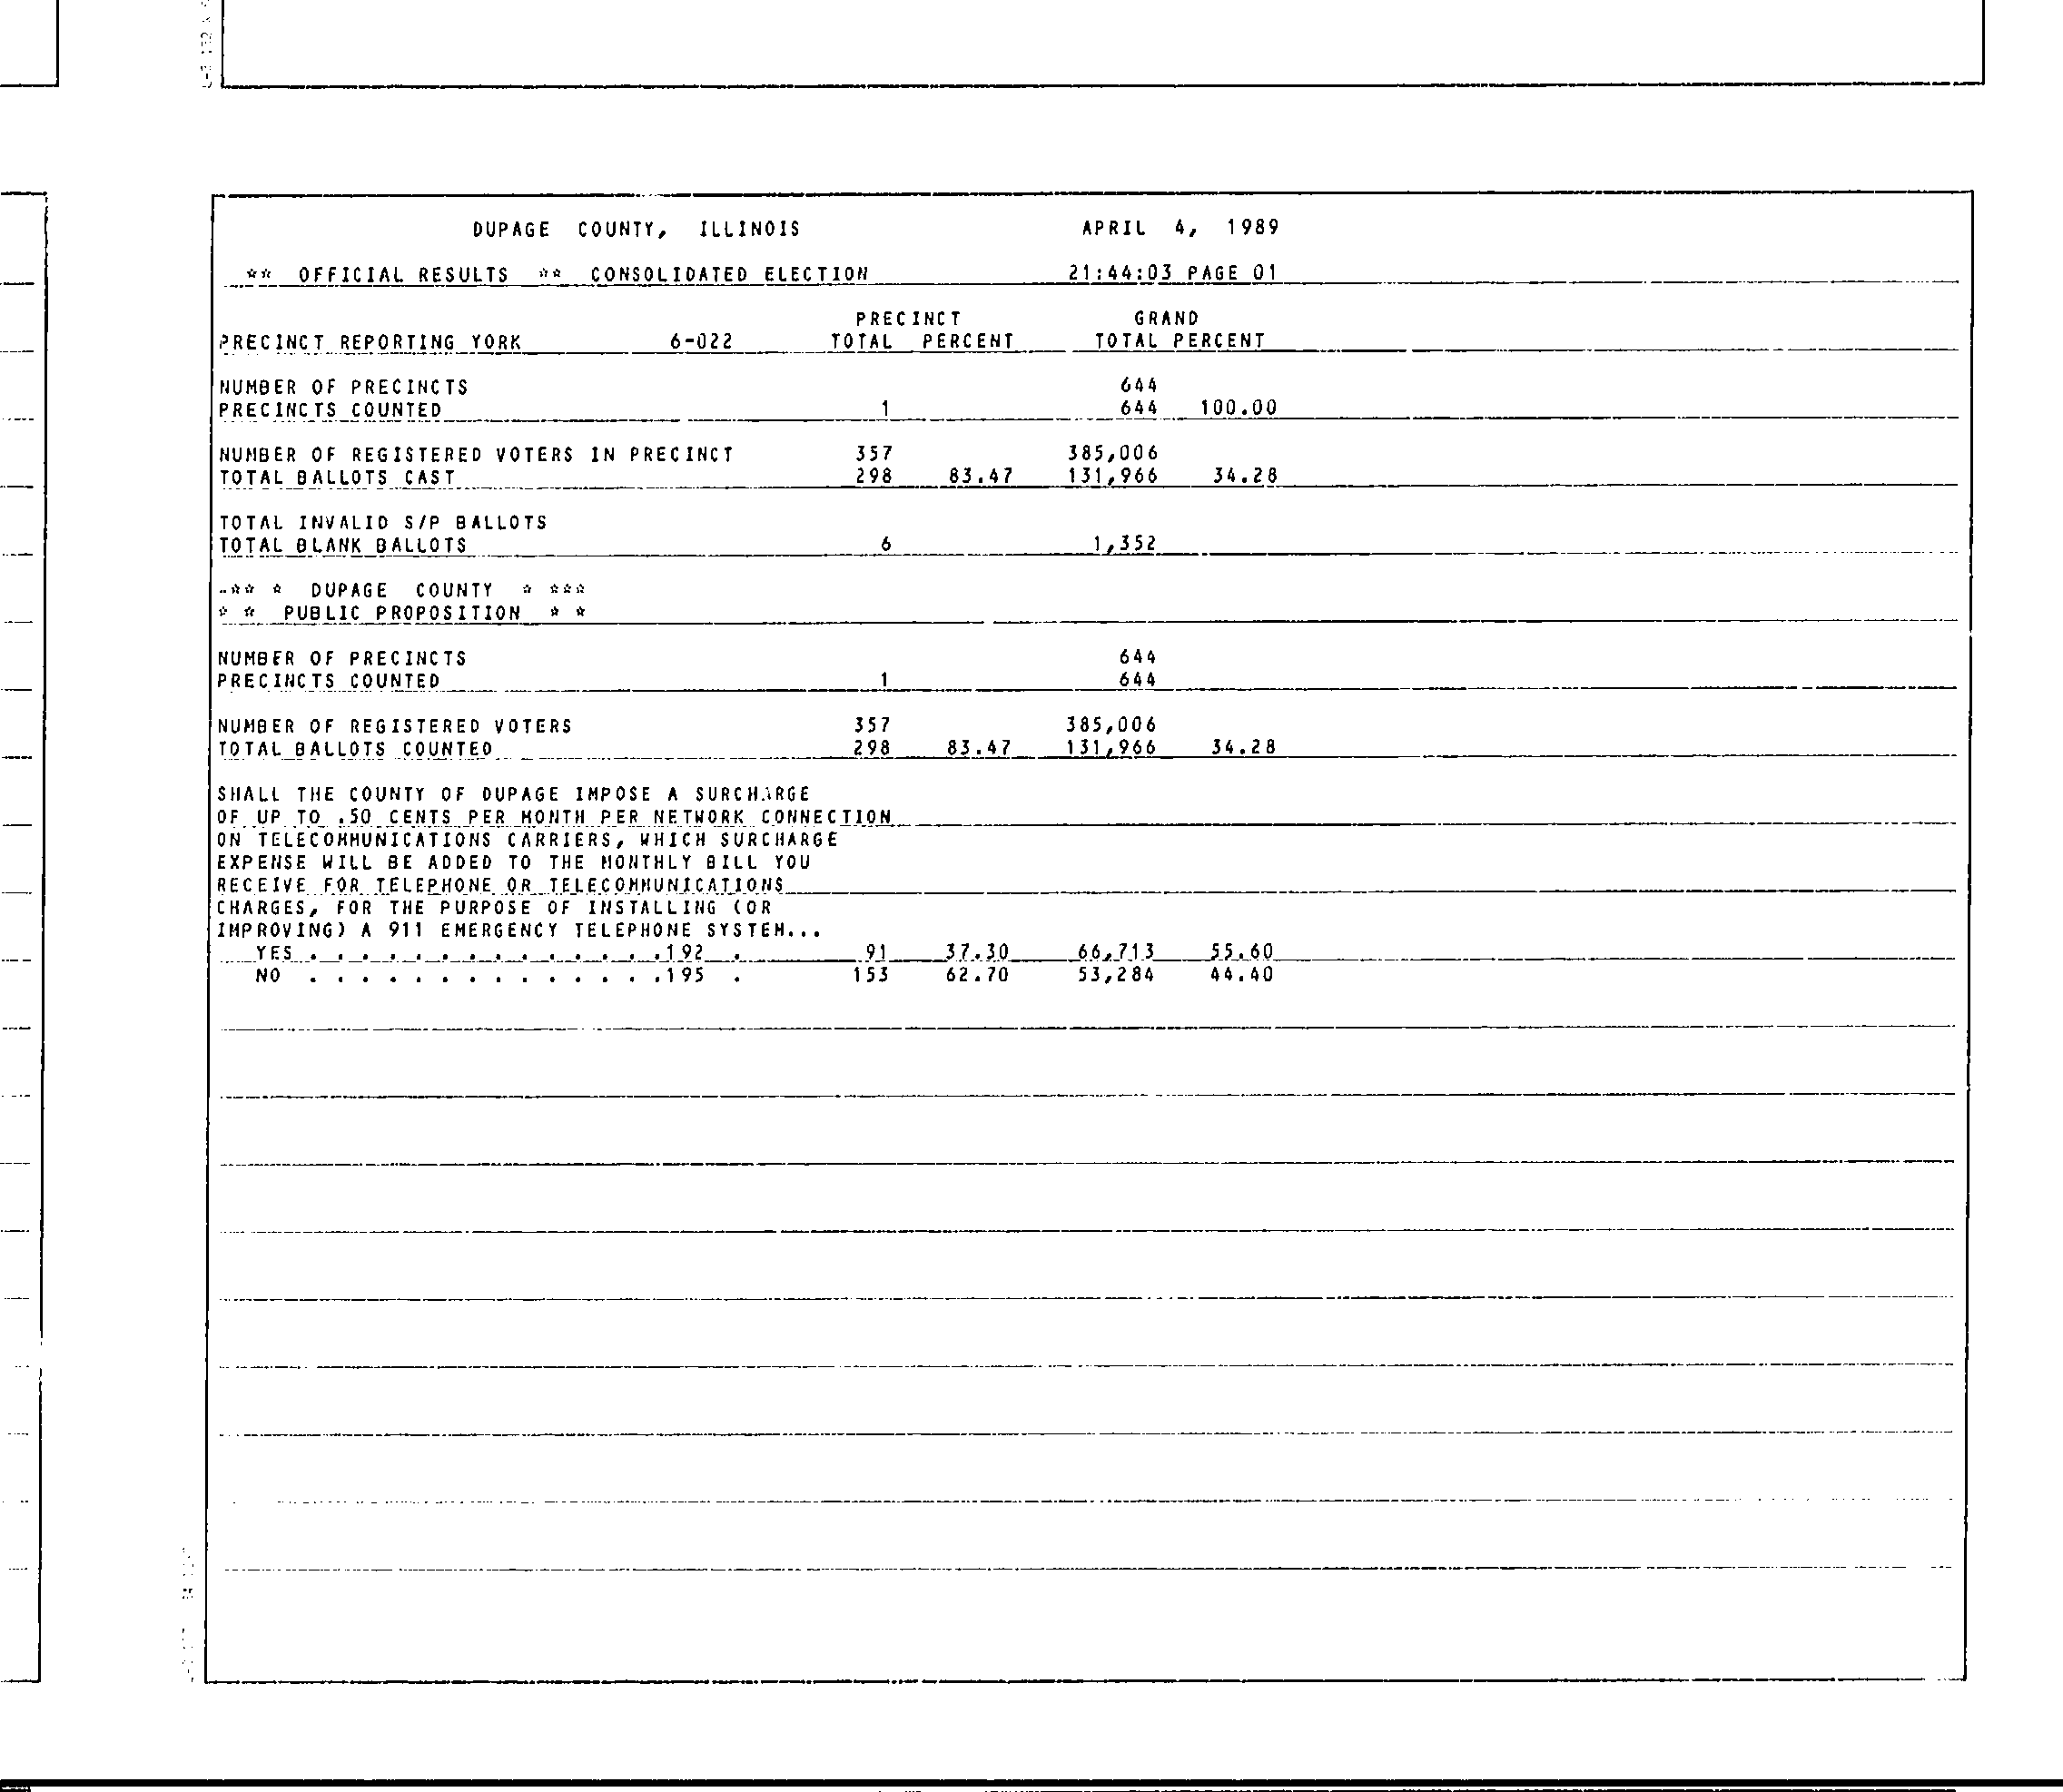 DUPAGE COUNTY, ILLINOIS APRIL 4, 1989
** OFFICIAL RESULTS ** CONSOLIDATED ELECTION 21:44:03 PAGE 01
PRECINCT GRAND
PRECINCT REPORTING YORK 6-022 TOTAL PERCENT TOTAL PERCENT
NUMBER OF PRECINCTS 644
PRECINCTS COUNTED 1 644 100.00
NUMBER OF REGISTERED VOTERS IN PRECINCT 357 385,006
TOTAL BALLOTS CAST 298 83.47 131,966 34.28
TOTAL INVALID S/P BALLOTS
TOTAL BLANK BALLOTS 6 1,352
-** * DUPAGE COUNTY * ***
* * PUBLIC PROPOSITION * *
NUMBER OF PRECINCTS 644
PRECINCTS COUNTED 1 644
NUMBER OF REGISTERED VOTERS 357 385,006
TOTAL BALLOTS COUNTED 298 83.47 131,966 34.28
SHALL THE COUNTY OF DUPAGE IMPOSE A SURCHARGE
OF UP TO .50 CENTS PER MONTH PER NETWORK CONNECTION
ON TELECOMMUNICATIONS CARRIERS, WHICH SURCHARGE
EXPENSE WILL BE ADDED TO THE MONTHLY BILL YOU
RECEIVE FOR TELEPHONE OR TELECOMMUNICATIONS
CHARGES, FOR THE PURPOSE OF INSTALLING (OR
IMPROVING) A 911 EMERGENCY TELEPHONE SYSTEM...
YES . . . . . . . . . . . . . .192 . 91 37.30 66,713 55.60
NO . . . . . . . . . . . . . .195 . 153 62.70 53,284 44.40